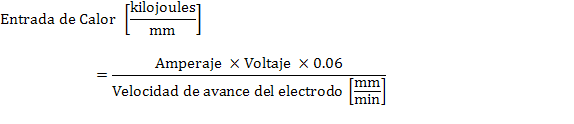 Entrada de Calor [kilojoules/mm]
= Amperaje × Voltaje × 0.06 / Velocidad de avance del electrodo [mm/min]